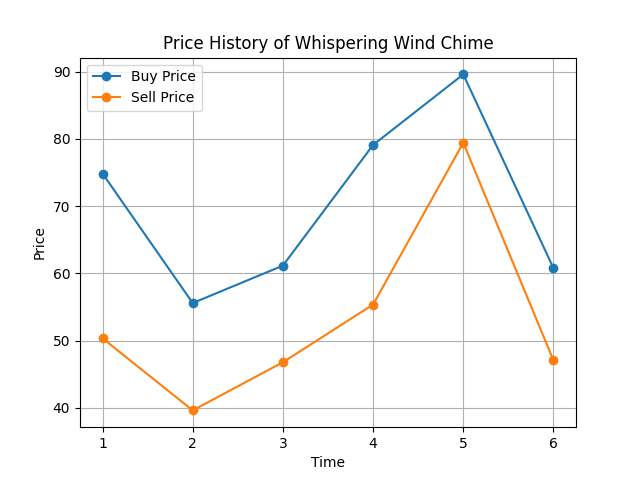 Price History of Whispering Wind Chime
Buy Price
Sell Price
90
80
70
60
50
40
Price
1 2 3 4 5 6
Time